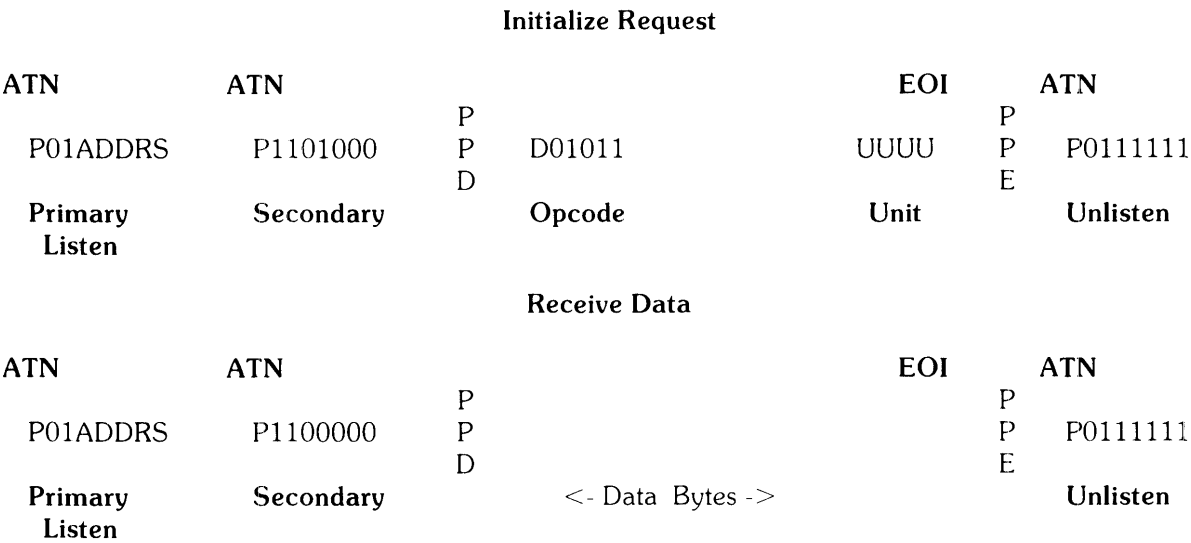 Initialize Request
ATN ATN EOI ATN
P P
P01ADDRS P1101000 P D01011 UUUU P P0111111
D E
Primary Secondary Opcode Unit Unlisten
Listen
Receive Data
ATN ATN EOI ATN
P P
P01ADDRS P1100000 P P P0111111
D E
Primary Secondary <- Data Bytes -> Unlisten
Listen